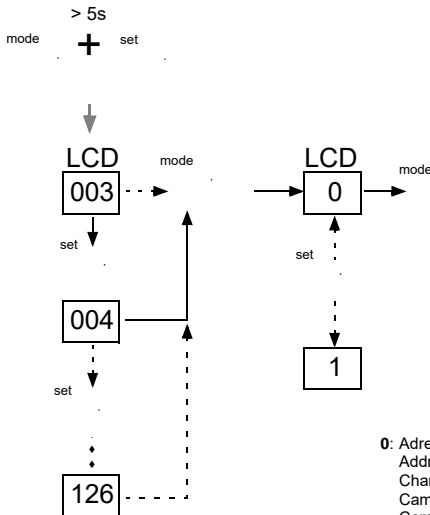 > 5s
mode + set
LCD
mode
003
set
004
set
126
LCD
0
mode
set
1
0: Adre
Addr
Char
Cam